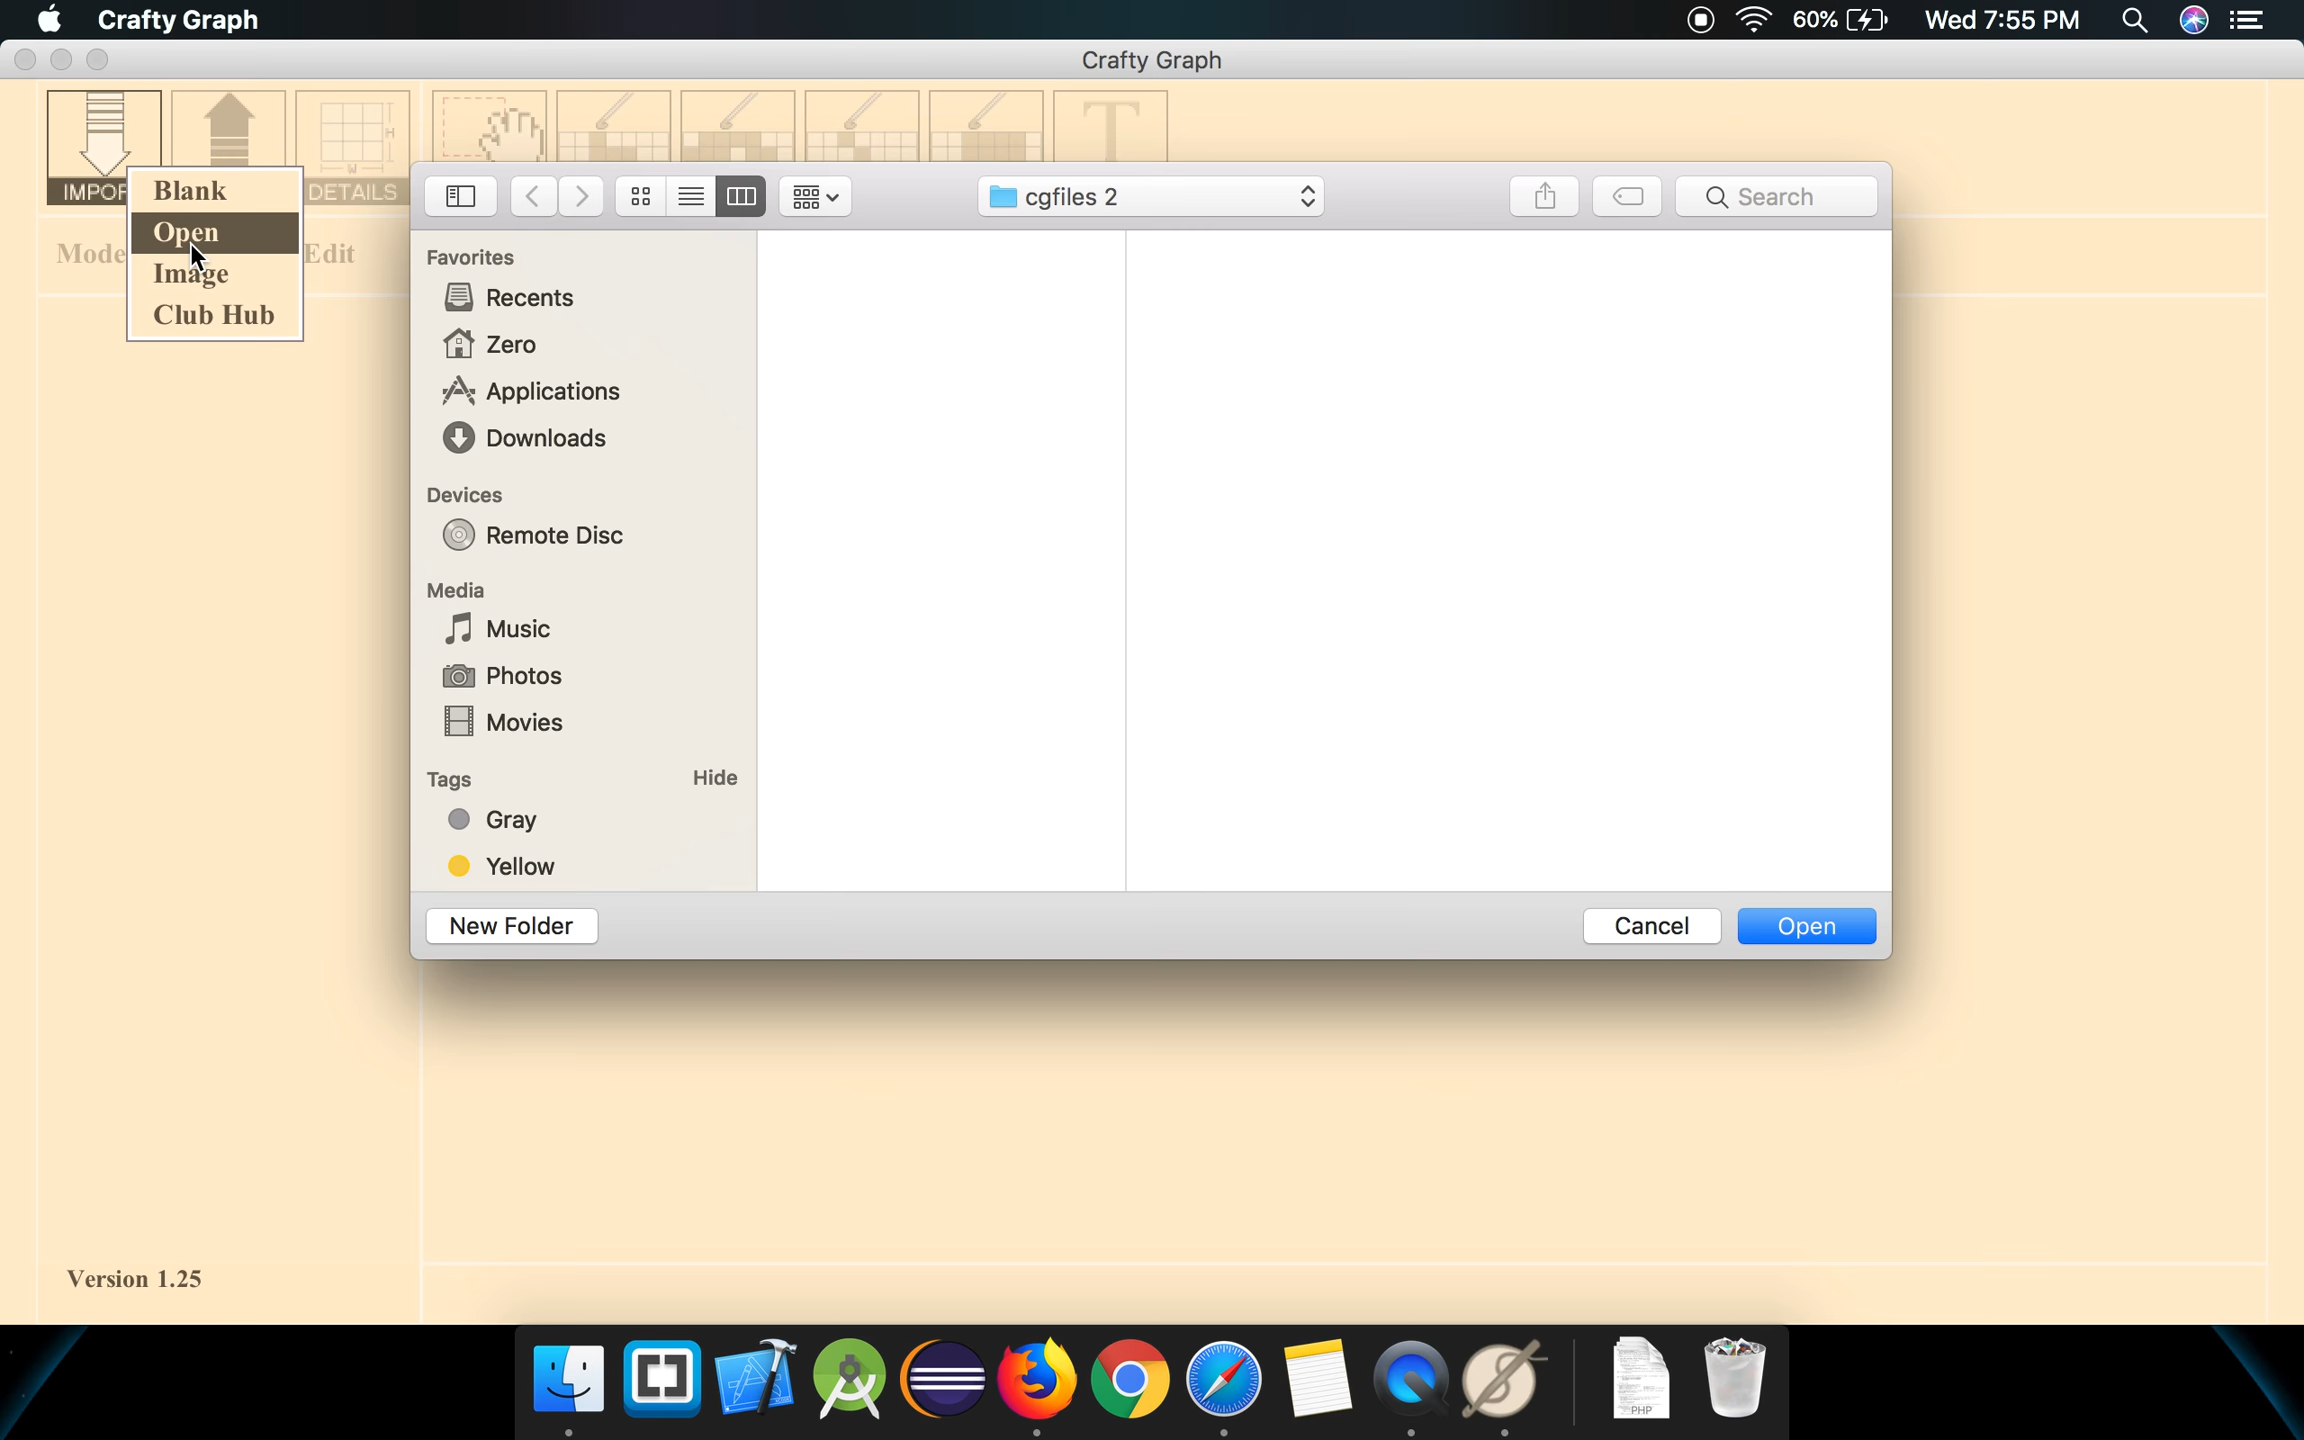 Crafty Graph
60%
Wed 7:55 PM
Crafty Graph
DETAILS
Blank
Open
Image
Club Hub
Mode
Edit
cgfiles 2
Search
Favorites
Recents
Zero
Applications
Downloads
Devices
Remote Disc
Media
Music
Photos
Movies
Tags
Hide
Gray
Yellow
New Folder
Cancel
Open
Version 1.25
PHP